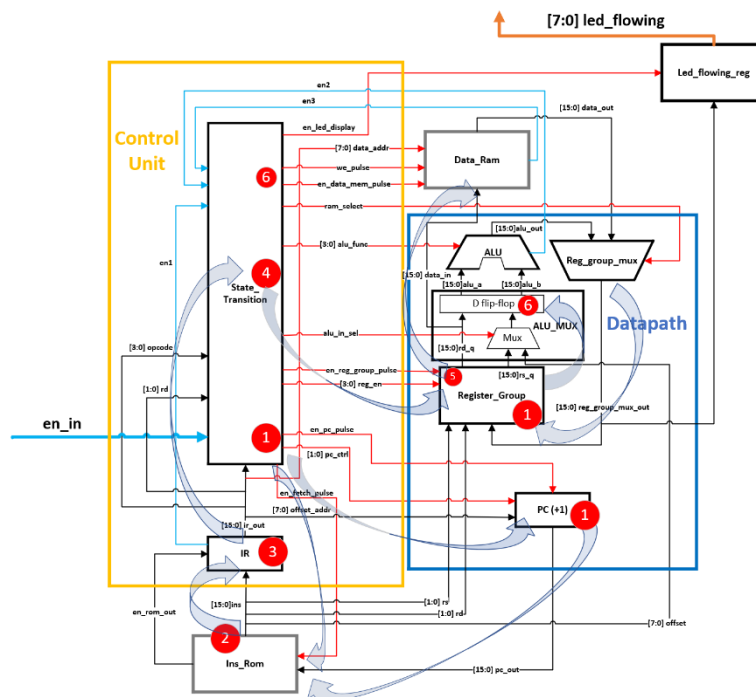 [7:0] led_flowing
Led_flowing_reg
en2
en3
Control
Unit
en_led_display
[7:0] data_addr
we_pulse
en_data_mem_pulse
ram_select
[3:0] alu_func
[15:0] data_out
Data_Ram
6
en1
4
State_
Transition
[15:0]alu_out
ALU
Reg_group_mux
[15:0] data_in
[15:0]alu_a
[15:0]alu_b
D flip-flop
6
ALU_MUX
Mux
Datapath
alu_in_sel
[15:0]rd_q
[15:0]rs_q
[3:0] opcode
[1:0] rd
en_reg_group_pulse
[3:0] reg_en
5
Register_Group
1
[15:0] reg_group_mux_out
en_in
1
en_pc_pulse
[1:0] pc_ctrl
en_fetch_pulse
[7:0] offset_addr
PC (+1)
1
[15:0] ir_out
IR
3
en_rom_out
[15:0]ins
[1:0] rs
[1:0] rd
[7:0] offset
2
Ins_Rom
[15:0] pc_out